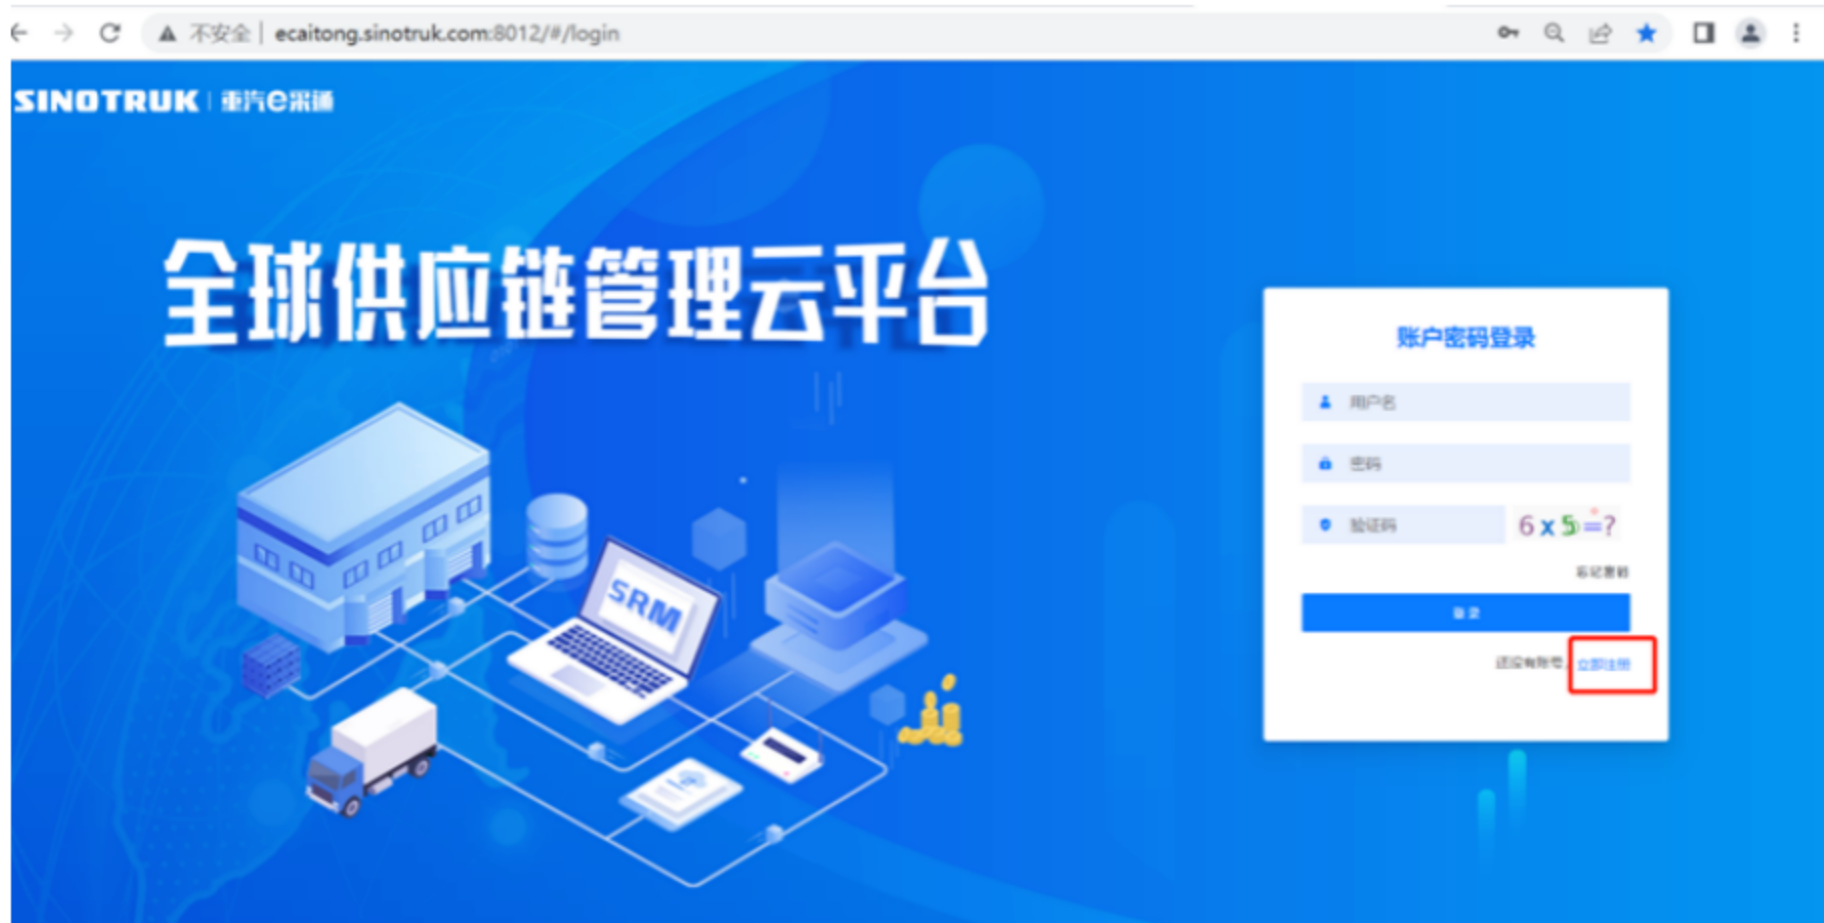 不安全 | ecaitong.sinotruk.com:8012/#/login
SINOTRUK | 重汽e采通
全球供应链管理云平台
SRM
账户密码登录
用户名
密码
验证码
6x5=?
忘记密码
登录
还没有账号,立即注册